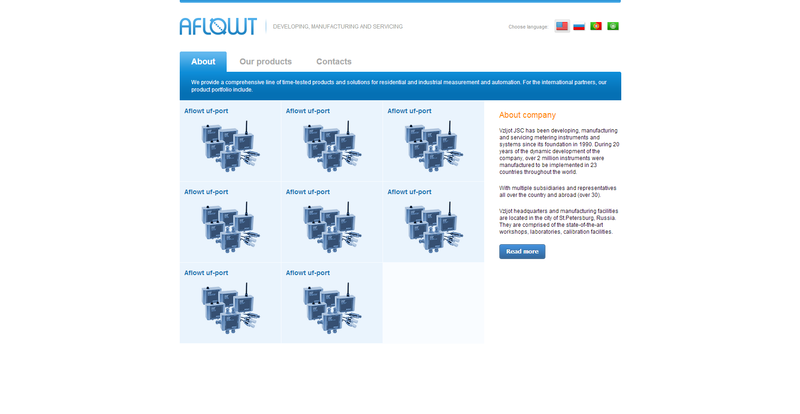 AFLOWT
DEVELOPING, MANUFACTURING AND SERVICING
Choose language:
About
Our products
Contacts
We provide a comprehensive line of time-tested products and solutions for residential and industrial measurement and automation. For the international partners, our
product portfolio include.
Aflowt uf-port
Aflowt uf-port
Aflowt uf-port
Aflowt uf-port
Aflowt uf-port
Aflowt uf-port
Aflowt uf-port
Aflowt uf-port
About company
Vzljot JSC has been developing, manufacturing
and servicing metering instruments and
systems since its foundation in 1990. During 20
years of the dynamic development of the
company, over 2 million instruments were
manufactured to be implemented in 23
countries throughout the world.
With multiple subsidiaries and representatives
all over the country and abroad (over 30).
Vzljot headquarters and manufacturing facilities
are located in the city of St.Petersburg, Russia.
They are comprised of the state-of-the-art
workshops, laboratories, calibration facilities.
Read more